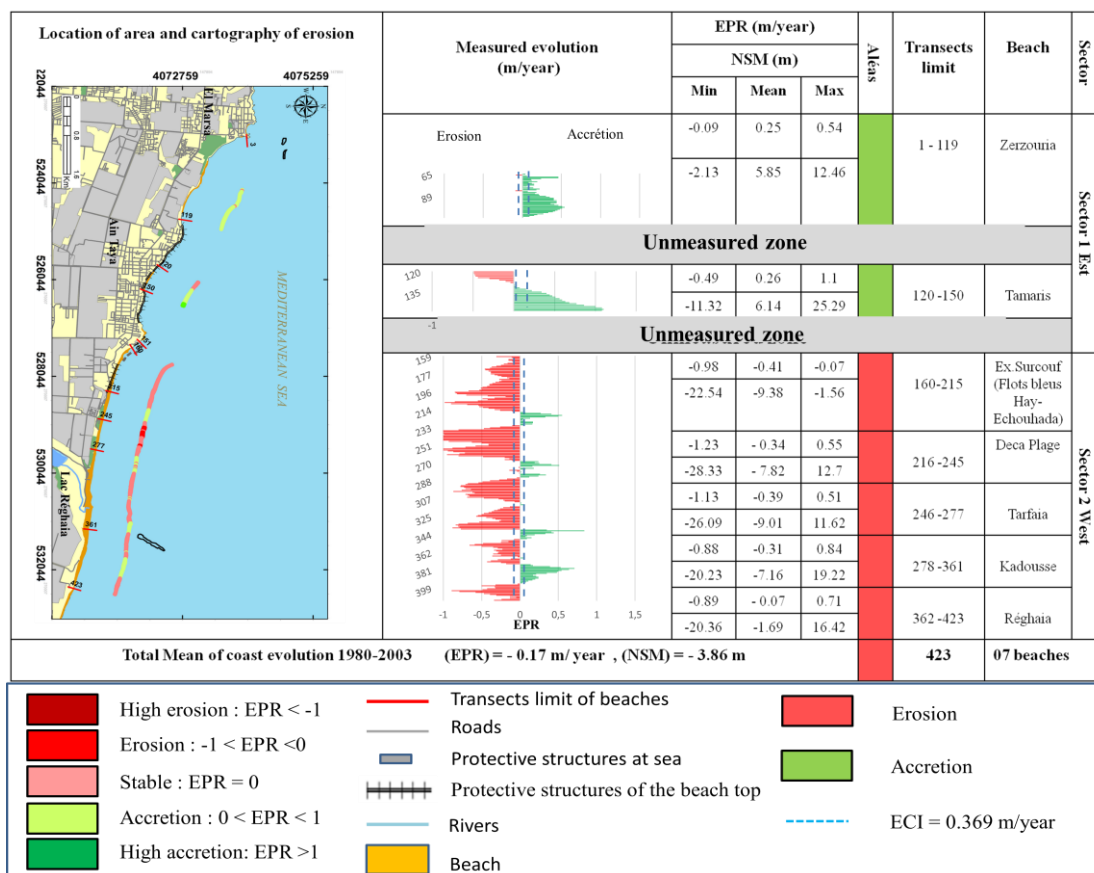 Location of area and cartography of erosion
4072759 4075259
22044
524044
526044
528044
530044
532044
El Marsa
Ain Taya
Lac Réghaia
MEDITERRANEAN SEA
0 0.8 1.6
Km
3
119
120
150
151
160
215
245
277
361
423
Measured evolution
(m/year)
EPR (m/year)
NSM (m)
Min Mean Max
Aléas
Transects
limit
Beach
Sector
Erosion Accrétion
65
89
-0.09 0.25 0.54
-2.13 5.85 12.46
1 - 119 Zerzouria
Unmeasured zone
Sector 1 Est
120
135
-1
-0.49 0.26 1.1
-11.32 6.14 25.29
120 -150 Tamaris
Unmeasured zone
159
177
196
214
233
251
270
288
307
325
344
362
381
399
-1 -0,5 0 0,5 1 1,5
EPR
-0.98 -0.41 -0.07
-22.54 -9.38 -1.56
160-215
Ex Surcouf
(Flots bleus
Hay-
Echouhada)
-1.23 -0.34 0.55
-28.33 -7.82 12.7
216-245
Deca Plage
-1.13 -0.39 0.51
-26.09 -9.01 11.62
246-277 Tarfaia
-0.88 -0.31 0.84
-20.23 -7.16 19.22
278-361 Kadousse
-0.89 -0.07 0.71
-20.36 -1.69 16.42
362 -423 Réghaia
Sector 2 West
Total Mean of coast evolution 1980-2003 (EPR) = - 0.17 m/ year , (NSM) = - 3.86 m 423 07 beaches
High erosion : EPR < -1
Erosion : -1 < EPR <0
Stable : EPR = 0
Accretion : 0 < EPR < 1
High accretion: EPR >1
Transects limit of beaches
Roads
Protective structures at sea
Protective structures of the beach top
Rivers
Beach
Erosion
Accretion
ECI = 0.369 m/year